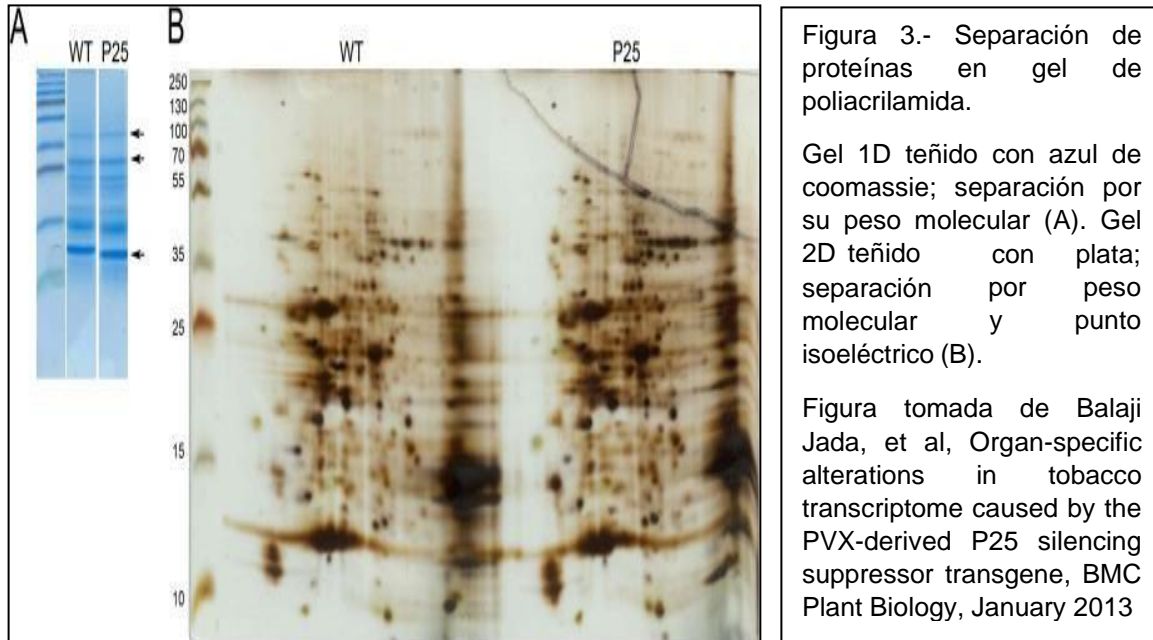 A
WT P25
B
WT
P25
250
130
100
70
55
35
25
15
10
Figura 3.- Separación de
proteínas en gel de
poliacrilamida.
Gel 1D teñido con azul de
coomassie; separación por
su peso molecular (A). Gel
2D teñido con plata;
separación por peso
molecular y punto
isoeléctrico (B).
Figura tomada de Balaji
Jada, et al, Organ-specific
alterations in tobacco
transcriptome caused by the
PVX-derived P25 silencing
suppressor transgene, BMC
Plant Biology, January 2013